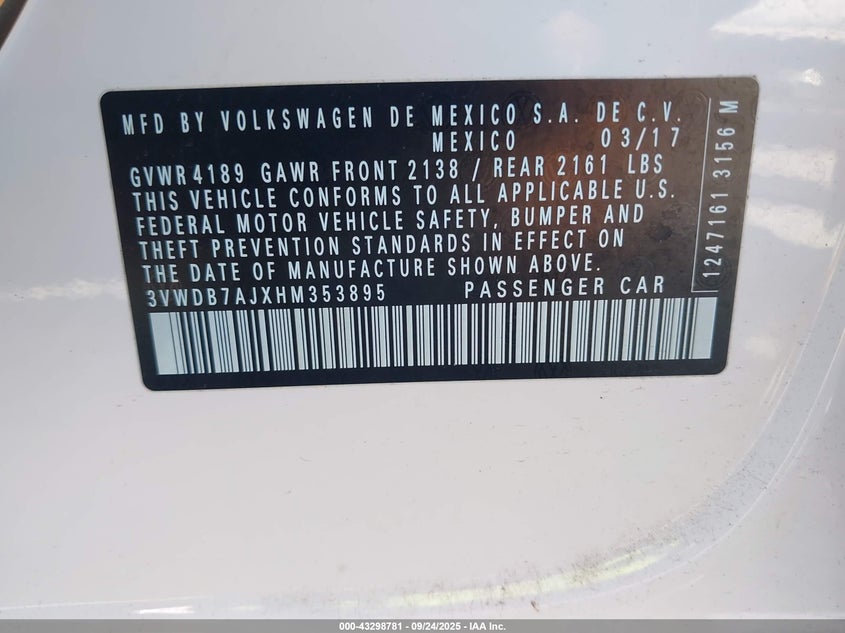 MFD BY VOLKSWAGEN DE MEXICO S.A. DE C.V.
MEXICO 03/17
GVWR 4189 GAWR FRONT 2138 / REAR 2161 LBS
THIS VEHICLE CONFORMS TO ALL APPLICABLE U.S.
FEDERAL MOTOR VEHICLE SAFETY, BUMPER AND
THEFT PREVENTION STANDARDS IN EFFECT ON
THE DATE OF MANUFACTURE SHOWN ABOVE.
3VWDB7AJXHM353895 PASSENGER CAR
1247161 3156 M
000-43298781 - 09/24/2025 - IAA Inc.